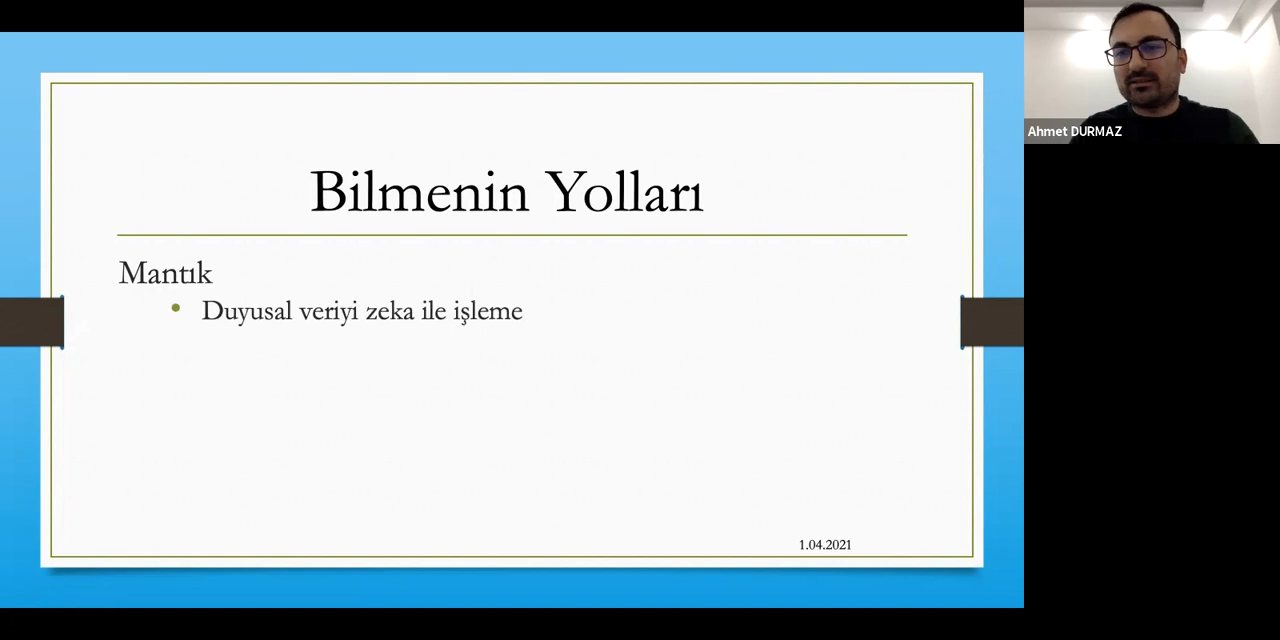 Bilmenin Yolları
Mantık
• Duyusal veriyi zeka ile işleme
1.04.2021
Ahmet DURMAZ